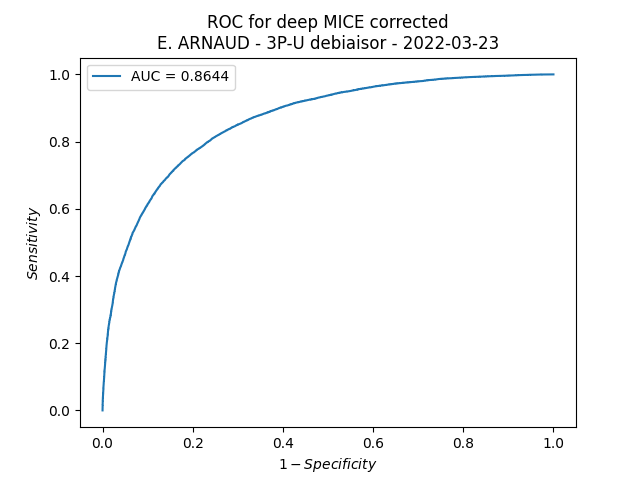 ROC for deep MICE corrected
E. ARNAUD - 3P-U debiaisor - 2022-03-23
AUC = 0.8644
1.0
0.8
0.6
0.4
0.2
0.0
Sensitivity
0.0 0.2 0.4 0.6 0.8 1.0
1 − Specificity